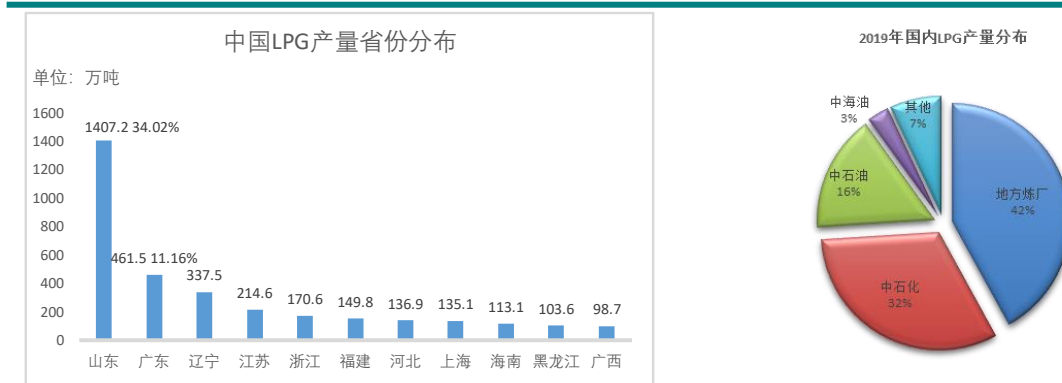 中国LPG产量省份分布
单位：万吨
1600
1400
1200
1000
800
600
400
200
0
1407.2 34.02%
461.5 11.16%
337.5
214.6
170.6
149.8
136.9
135.1
113.1
103.6
98.7
山东
广东
辽宁
江苏
浙江
福建
河北
上海
海南
黑龙江
广西
2019年国内LPG产量分布
中海油
3%
其他
7%
中石油
16%
地方炼厂
42%
中石化
32%